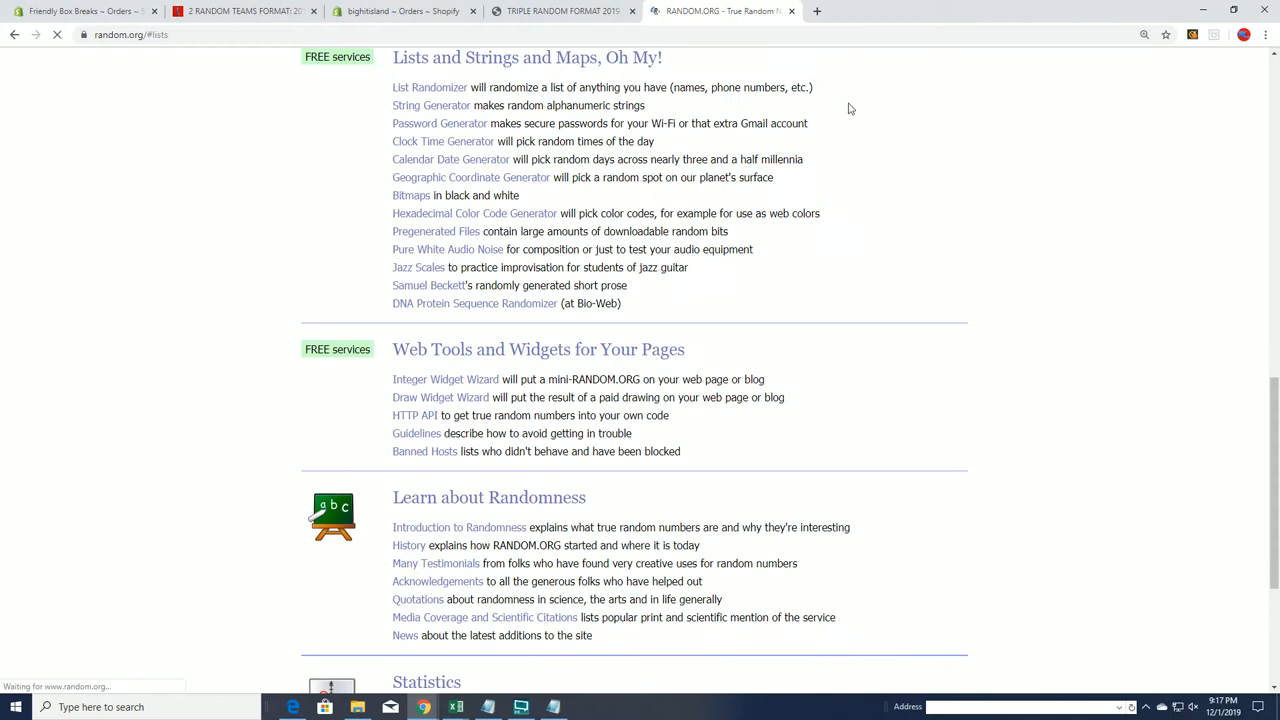 Friendly Box Breaks ~ Orders ~ S
2 RANDOM TEAMS FORMAT: 201
bighitisland ~ Orders ~ Shopify
TRIPLE RANDOM FORMAT 2019
RANDOM.ORG - True Random N
random.org/#lists
FREE services
Lists and Strings and Maps, Oh My!
List Randomizer will randomize a list of anything you have (names, phone numbers, etc.)
String Generator makes random alphanumeric strings
Password Generator makes secure passwords for your Wi-Fi or that extra Gmail account
Clock Time Generator will pick random times of the day
Calendar Date Generator will pick random days across nearly three and a half millennia
Geographic Coordinate Generator will pick a random spot on our planet's surface
Bitmaps in black and white
Hexadecimal Color Code Generator will pick color codes, for example for use as web colors
Pregenerated Files contain large amounts of downloadable random bits
Pure White Audio Noise for composition or just to test your audio equipment
Jazz Scales to practice improvisation for students of jazz guitar
Samuel Beckett's randomly generated short prose
DNA Protein Sequence Randomizer (at Bio-Web)
FREE services
Web Tools and Widgets for Your Pages
Integer Widget Wizard will put a mini-RANDOM.ORG on your web page or blog
Draw Widget Wizard will put the result of a paid drawing on your web page or blog
HTTP API to get true random numbers into your own code
Guidelines describe how to avoid getting in trouble
Banned Hosts lists who didn't behave and have been blocked
a b c
Learn about Randomness
Introduction to Randomness explains what true random numbers are and why they're interesting
History explains how RANDOM.ORG started and where it is today
Many Testimonials from folks who have found very creative uses for random numbers
Acknowledgements to all the generous folks who have helped out
Quotations about randomness in science, the arts and in life generally
Media Coverage and Scientific Citations lists popular print and scientific mention of the service
News about the latest additions to the site
Statistics
Waiting for www.random.org...
Type here to search
Address
9:17 PM
12/1/2019